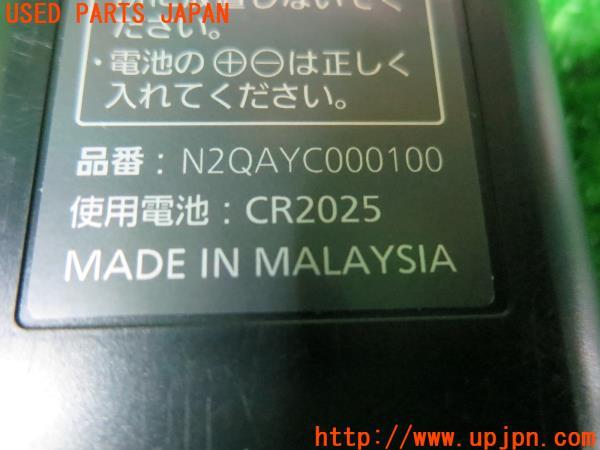 USED PARTS JAPAN
ださい。
・電池の⊕⊖は正しく
入れてください。
品番：N2QAYC000100
使用電池：CR2025
MADE IN MALAYSIA
http://www.upjpn.com